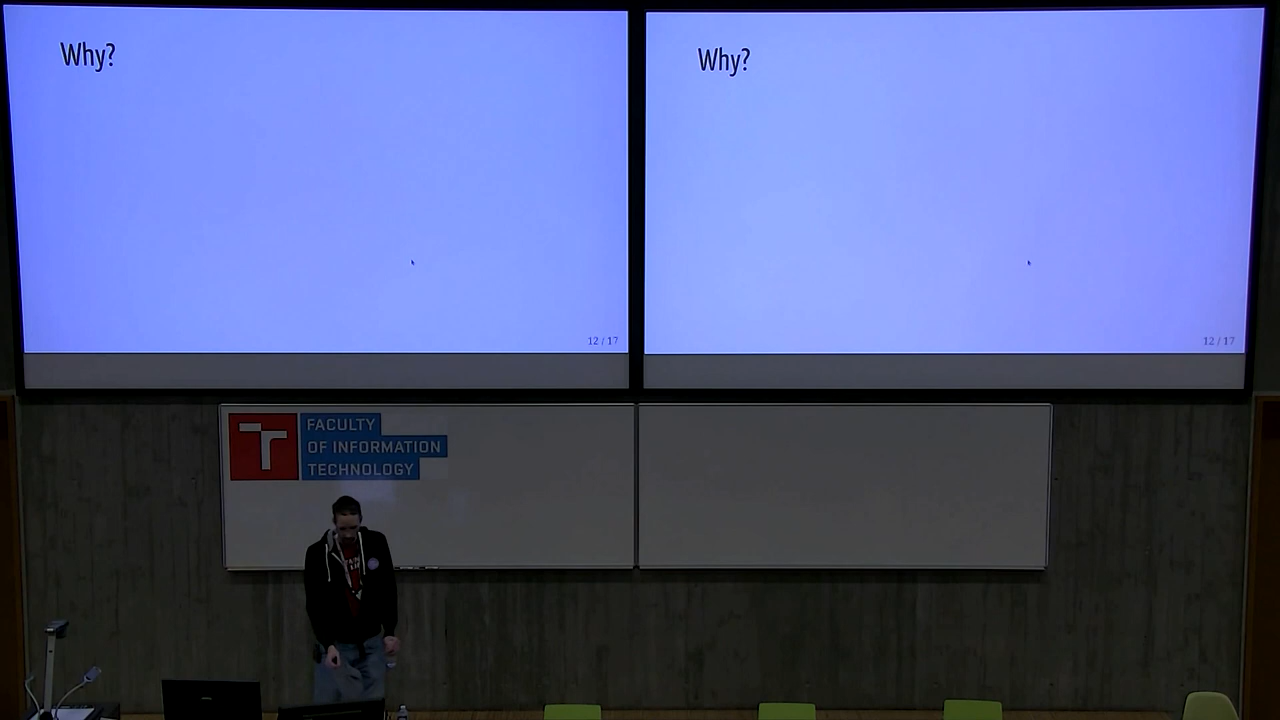 Why?
12 / 17
Why?
12 / 17
FACULTY
OF INFORMATION
TECHNOLOGY